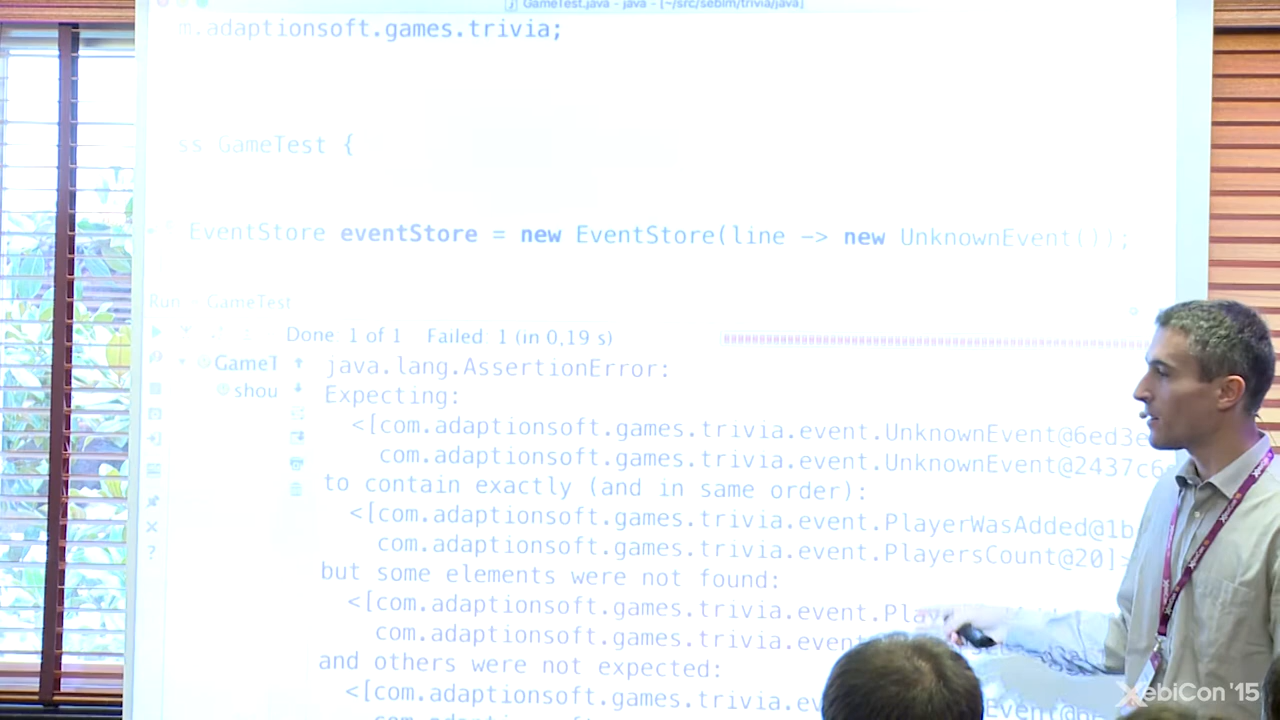 GameTest.java - java - [~/src/sebim/trivia/java]
m.adaptionsoft.games.trivia;
ss GameTest {
EventStore eventStore = new EventStore(line -> new UnknownEvent());
Run GameTest
Done 1 of 1 Failed 1 (in 0,19 s)
GameT
shou
java.lang.AssertionError:
Expecting:
<[com.adaptionsoft.games.trivia.event.UnknownEvent@6ed3e
com.adaptionsoft.games.trivia.event.UnknownEvent@2437c6
to contain exactly (and in same order):
<[com.adaptionsoft.games.trivia.event.PlayerWasAdded@1b
com.adaptionsoft.games.trivia.event.PlayersCount@20]>
but some elements were not found:
<[com.adaptionsoft.games.trivia.event.Play
com.adaptionsoft.games.trivia.event
and others were not expected:
<[com.adaptionsoft.games.trivia.ev
Event@
?
XebiCon'15